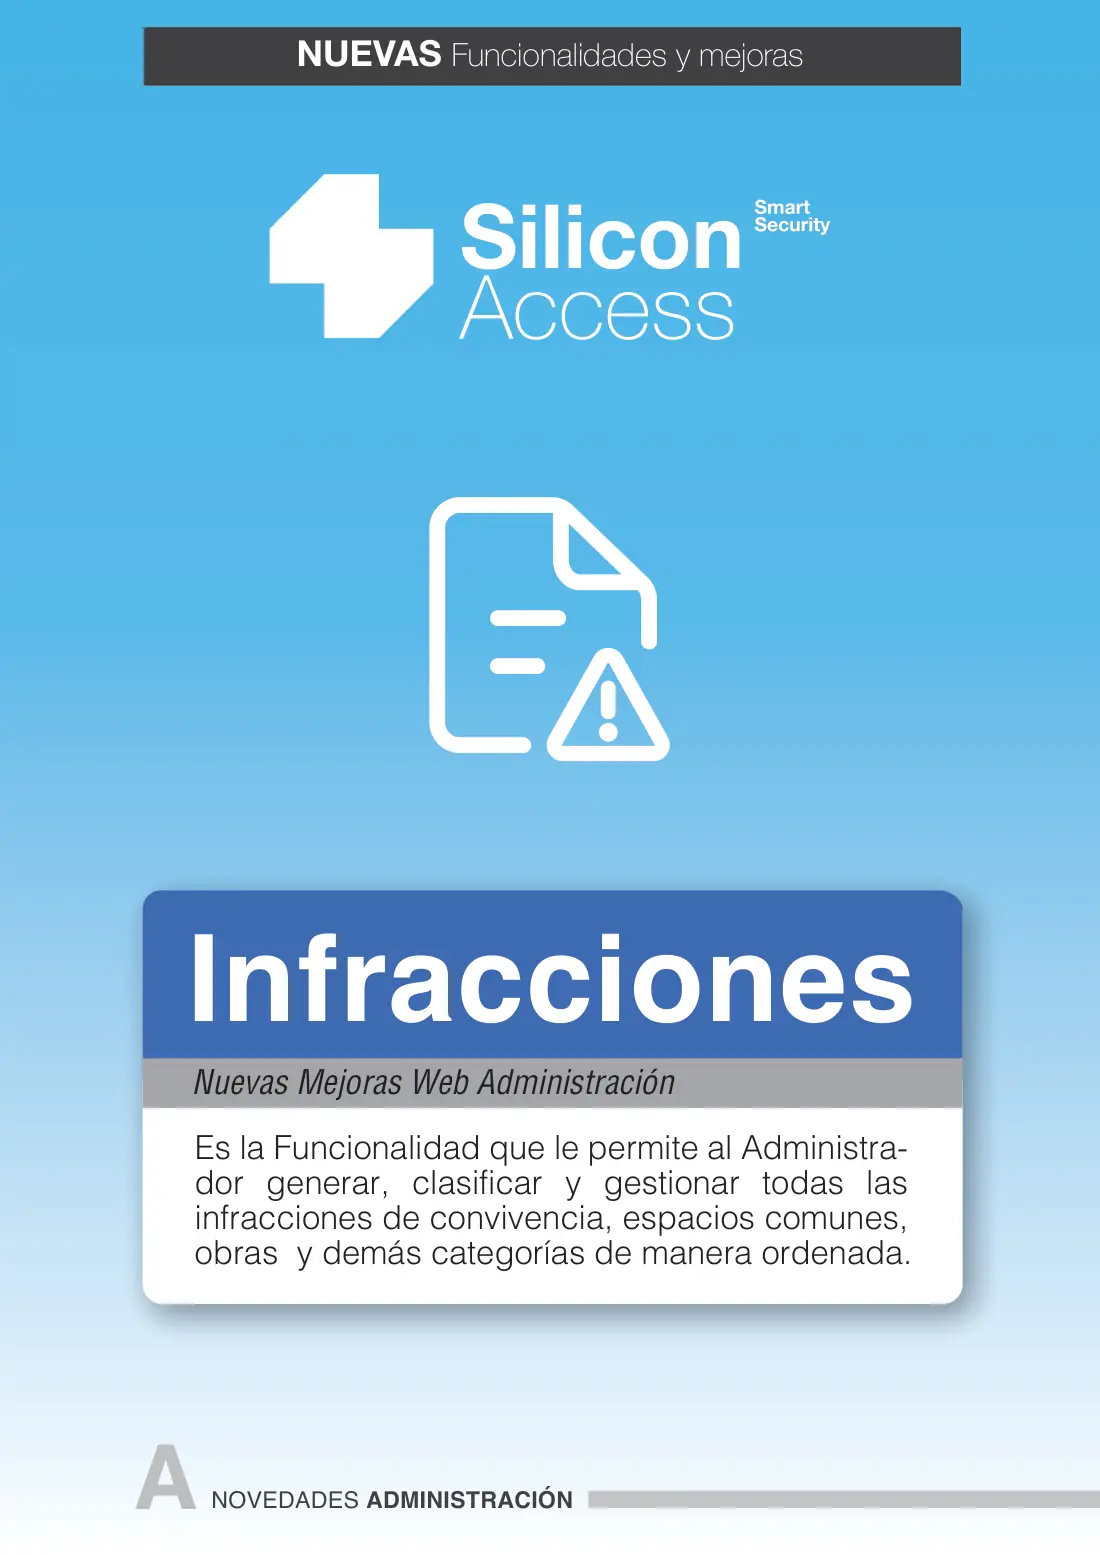 NUEVAS Funcionalidades y mejoras
Silicon
Smart
Security
Access
Infracciones
Nuevas Mejoras Web Administración
Es la Funcionalidad que le permite al Administra-
dor generar, clasificar y gestionar todas las
infracciones de convivencia, espacios comunes,
obras y demás categorías de manera ordenada.
A NOVEDADES ADMINISTRACIÓN